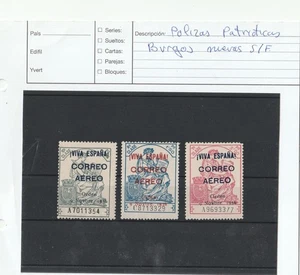 País
Edifil
Yvert
Series:
Sueltos:
Cartas:
Parejas:
Bloques:
Descripción: Polizas Patrioticas
Burgos nuevas S/F
¡VIVA ESPAÑA!
CORREO
AEREO
A7011354
¡VIVA ESPAÑA!
CORREO
AEREO
¡VIVA ESPAÑA!
CORREO
AEREO
A9693377